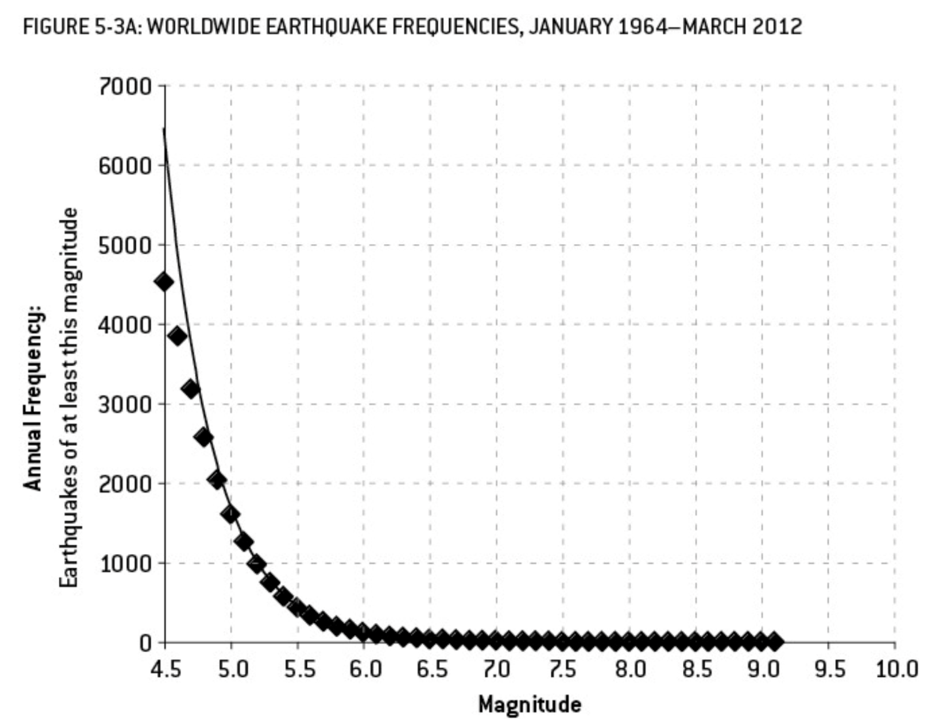 FIGURE 5-3A: WORLDWIDE EARTHQUAKE FREQUENCIES, JANUARY 1964–MARCH 2012
7000
6000
5000
4000
3000
2000
1000
0
Annual Frequency:
Earthquakes of at least this magnitude
4.5 5.0 5.5 6.0 6.5 7.0 7.5 8.0 8.5 9.0 9.5 10.0
Magnitude